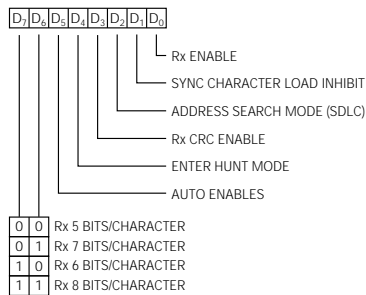 D₇ D₆ D₅ D₄ D₃ D₂ D₁ D₀
Rx ENABLE
SYNC CHARACTER LOAD INHIBIT
ADDRESS SEARCH MODE (SDLC)
Rx CRC ENABLE
ENTER HUNT MODE
AUTO ENABLES
0 0 Rx 5 BITS/CHARACTER
0 1 Rx 7 BITS/CHARACTER
1 0 Rx 6 BITS/CHARACTER
1 1 Rx 8 BITS/CHARACTER